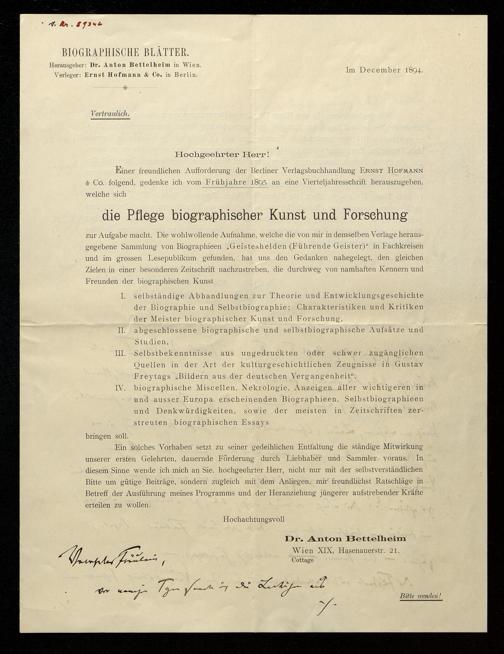 BIOGRAPHISCHE BLÄTTER.
Herausgeber: Dr. Anton Bettelheim in Wien.
Verleger: Ernst Hofmann & Co. in Berlin.
Im December 1894.
Vertraulich.
Hochgeehrter Herr!
Einer freundlichen Aufforderung der Berliner Verlagsbuchhandlung ERNST HOFMANN
& Co. folgend, gedenke ich vom Frühjahre 1895 an eine Vierteljahresschrift herauszugeben,
welche sich
die Pflege biographischer Kunst und Forschung
zur Aufgabe macht. Die wohlwollende Aufnahme, welche die von mir in demselben Verlage heraus-
gegebene Sammlung von Biographieen „Geisteshelden (Führende Geister)“ in Fachkreisen
und im grossen Lesepublikum gefunden, hat uns den Gedanken nahegelegt, den gleichen
Zielen in einer besonderen Zeitschrift nachzustreben, die durchweg von namhaften Kennern und
Freunden der biographischen Kunst
I. selbständige Abhandlungen zur Theorie und Entwicklungsgeschichte
der Biographie und Selbstbiographie; Charakteristiken und Kritiken
der Meister biographischer Kunst und Forschung,
II. abgeschlossene biographische und selbstbiographische Aufsätze und
Studien,
III. Selbstbekenntnisse aus ungedruckten oder schwer zugänglichen
Quellen in der Art der kulturgeschichtlichen Zeugnisse in Gustav
Freytags „Bildern aus der deutschen Vergangenheit“,
IV. biographische Miscellen, Nekrologie, Anzeigen aller wichtigeren in
und ausser Europa erscheinenden Biographieen, Selbstbiographieen
und Denkwürdigkeiten, sowie der meisten in Zeitschriften zer-
streuten biographischen Essays
bringen soll.
Ein solches Vorhaben setzt zu seiner gedeihlichen Entfaltung die ständige Mitwirkung
unserer ersten Gelehrten, dauernde Förderung durch Liebhaber und Sammler voraus. In
diesem Sinne wende ich mich an Sie, hochgeehrter Herr, nicht nur mit der selbstverständlichen
Bitte um gütige Beiträge, sondern zugleich mit dem Anliegen, mir freundlichst Ratschläge in
Betreff der Ausführung meines Programms und der Heranziehung jüngerer aufstrebender Kräfte
erteilen zu wollen.
Hochachtungsvoll
Dr. Anton Bettelheim
Wien XIX, Hasenauerstr. 21.
Cottage
Fräulein,
vor
Bitte wenden!